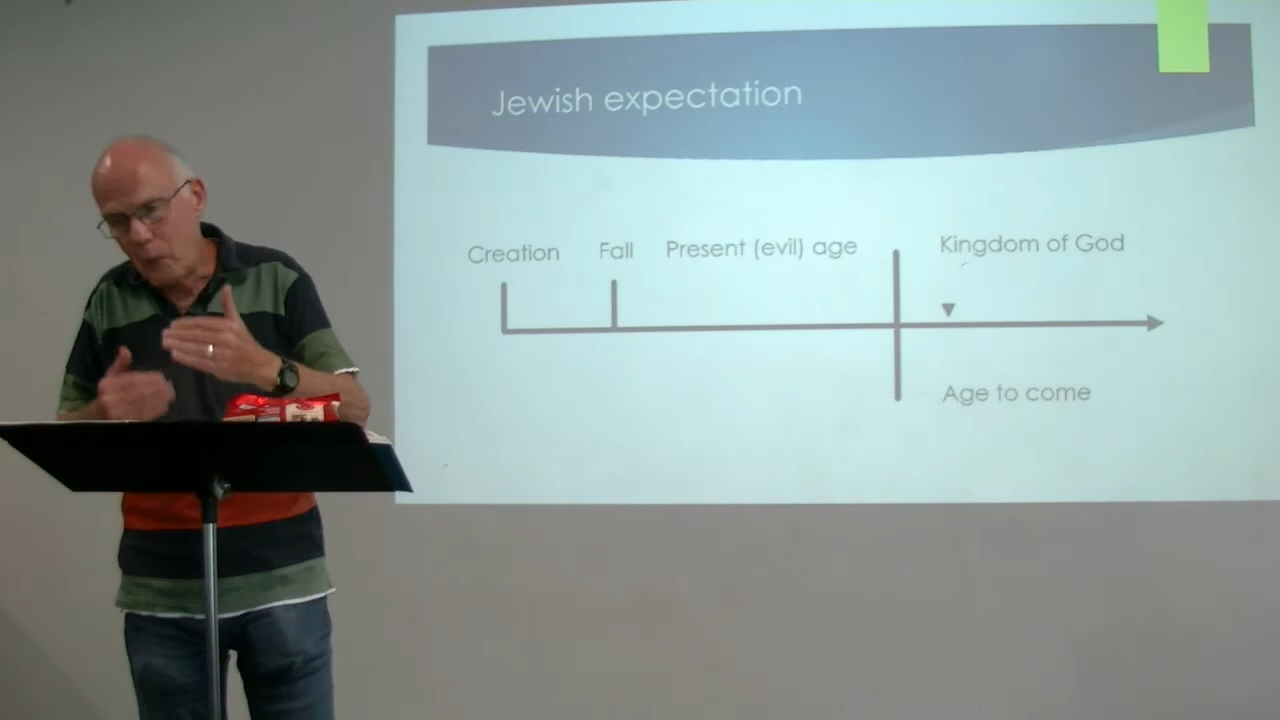 Jewish expectation
Creation Fall Present (evil) age Kingdom of God
Age to come